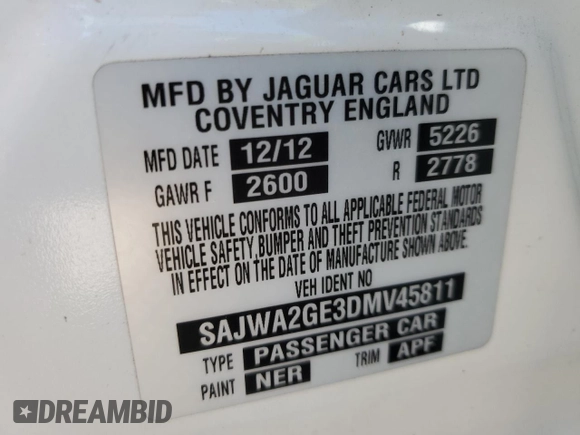 MFD BY JAGUAR CARS LTD
COVENTRY ENGLAND
MFD DATE 12/12 GVWR 5226
GAWR F 2600 R 2778
THIS VEHICLE CONFORMS TO ALL APPLICABLE FEDERAL MOTOR
VEHICLE SAFETY,BUMPER AND THEFT PREVENTION STANDARDS
IN EFFECT ON THE DATE OF MANUFACTURE SHOWN ABOVE.
VEH IDENT NO
SAJWA2GE3DMV45811
TYPE PASSENGER CAR
PAINT NER TRIM APF
DREAMBID